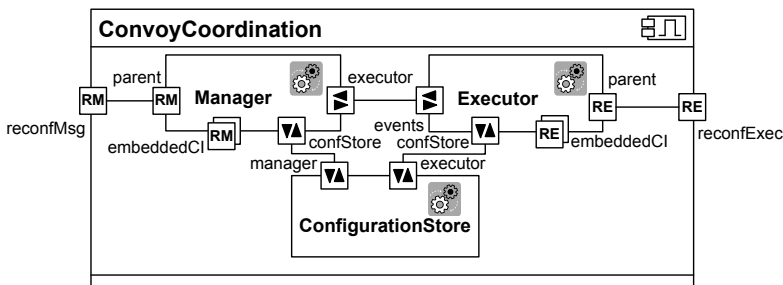 ConvoyCoordination
parent
executor
parent
RM
RM
Manager
Executor
RE
RE
reconfMsg
events
reconfExec
RM
confStore
confStore
RE
embeddedCI
embeddedCI
manager
executor
ConfigurationStore